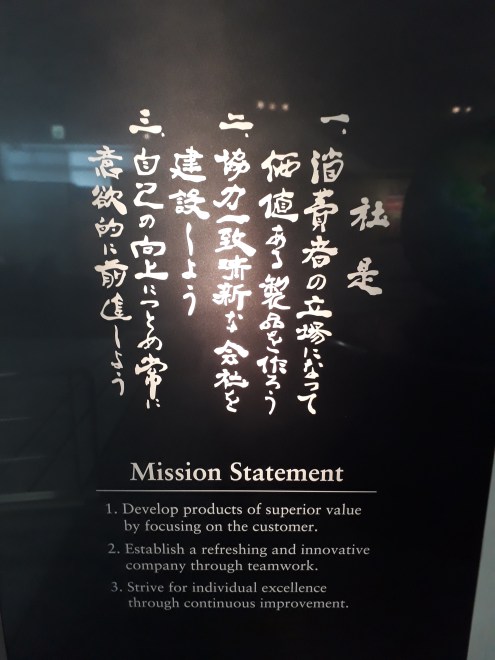 社是
一、消費者の立場になって
価値ある製品を作ろう
二、協力一致清新な会社を
建設しよう
三、自己の向上につとめ常に
意欲的に前進しよう
Mission Statement
1. Develop products of superior value
by focusing on the customer.
2. Establish a refreshing and innovative
company through teamwork.
3. Strive for individual excellence
through continuous improvement.